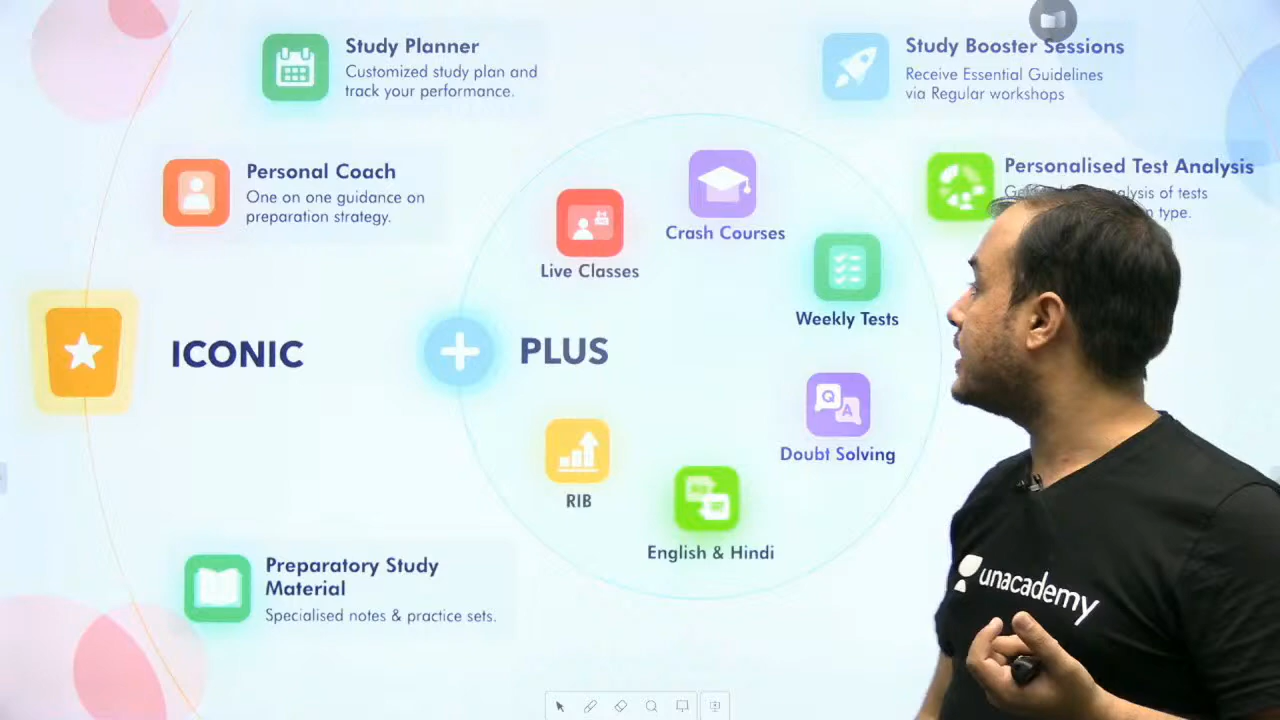 Study Planner
Customized study plan and
track your performance.
Study Booster Sessions
Receive Essential Guidelines
via Regular workshops
Personal Coach
One on one guidance on
preparation strategy.
Personalised Test Analysis
analysis of tests
type.
Live Classes
Crash Courses
Weekly Tests
ICONIC
PLUS
Q
A
Doubt Solving
RIB
English & Hindi
Preparatory Study
Material
Specialised notes & practice sets.
unacademy